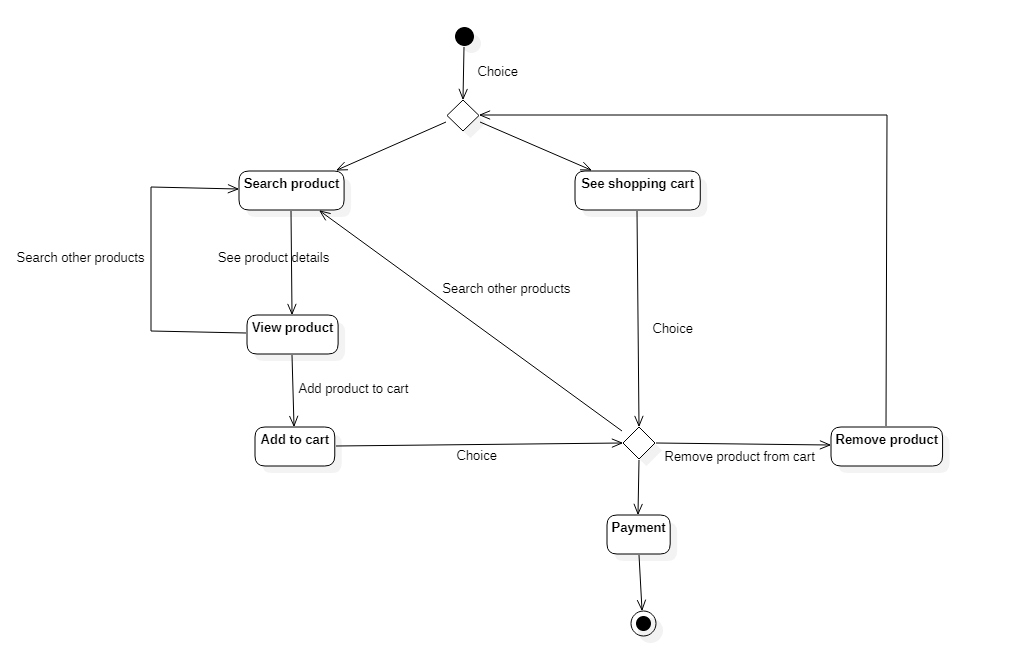 Choice
Search product
See shopping cart
Search other products
See product details
Search other products
View product
Choice
Add product to cart
Add to cart
Choice
Remove product from cart
Remove product
Payment